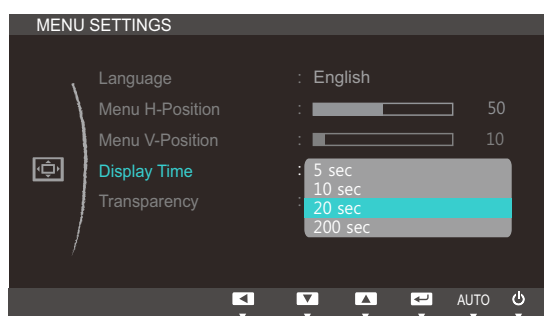 MENU SETTINGS
Language : English
Menu H-Position : 50
Menu V-Position : 10
Display Time : 5 sec
10 sec
Transparency : 20 sec
200 sec
AUTO